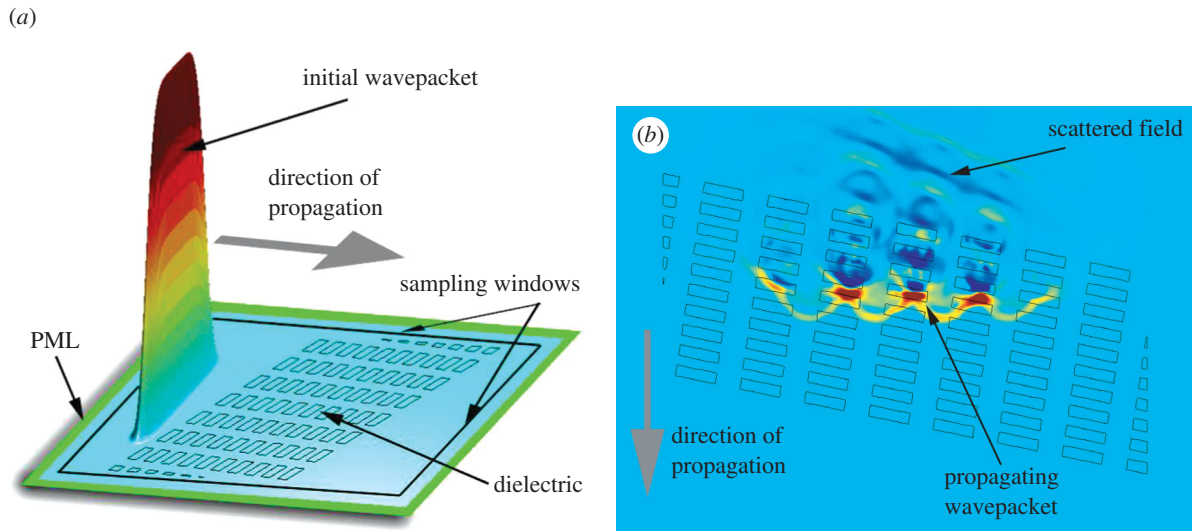 (a)
initial wavepacket
direction of
propagation
sampling windows
PML
dielectric
(b)
scattered field
direction of
propagation
propagating
wavepacket